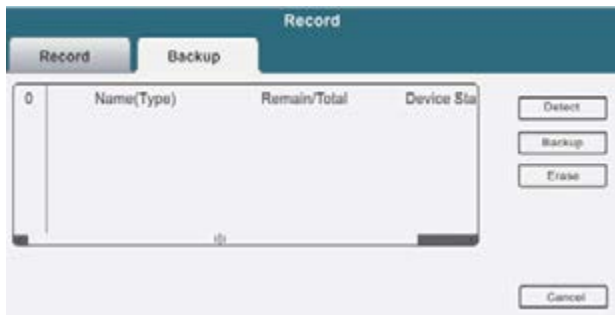 Record
Record Backup
0 Name(Type) Remain/Total Device Sta
Detect
Backup
Erase
Cancel